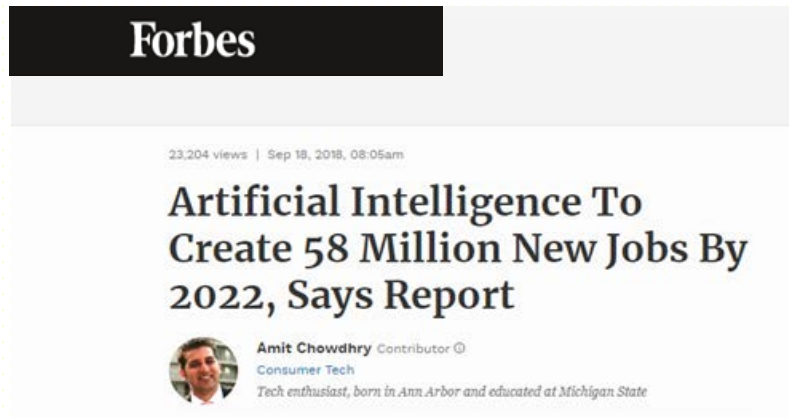 Forbes
23,204 views | Sep 18, 2018, 08:05am
Artificial Intelligence To
Create 58 Million New Jobs By
2022, Says Report
Amit Chowdhry Contributor
Consumer Tech
Tech enthusiast, born in Ann Arbor and educated at Michigan State